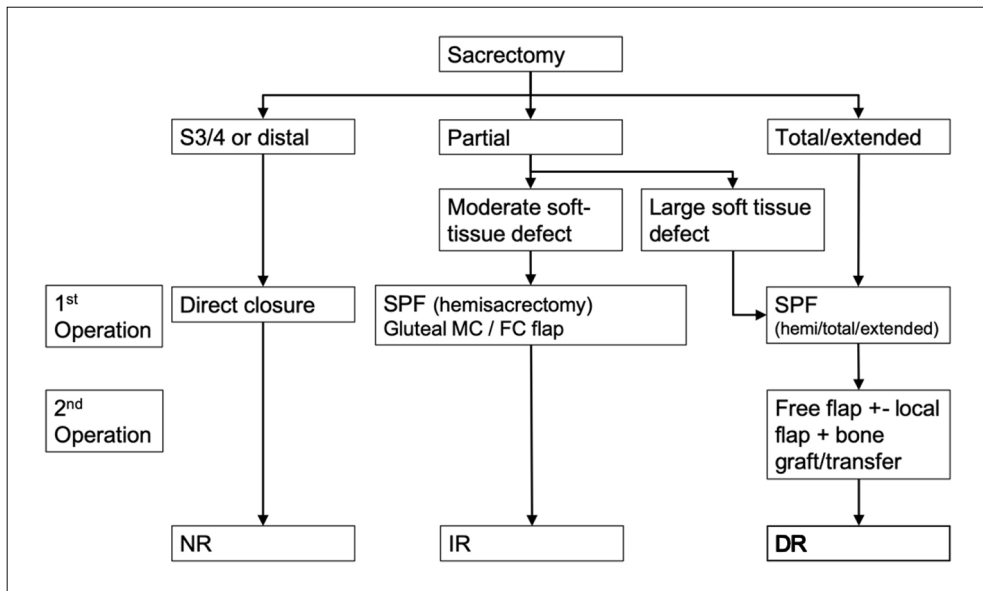 Sacrectomy
S3/4 or distal
Partial
Total/extended
Moderate soft-
tissue defect
Large soft tissue
defect
1st
Operation
Direct closure
SPF (hemisacrectomy)
Gluteal MC / FC flap
SPF
(hemi/total/extended)
2nd
Operation
Free flap +- local
flap + bone
graft/transfer
NR
IR
DR